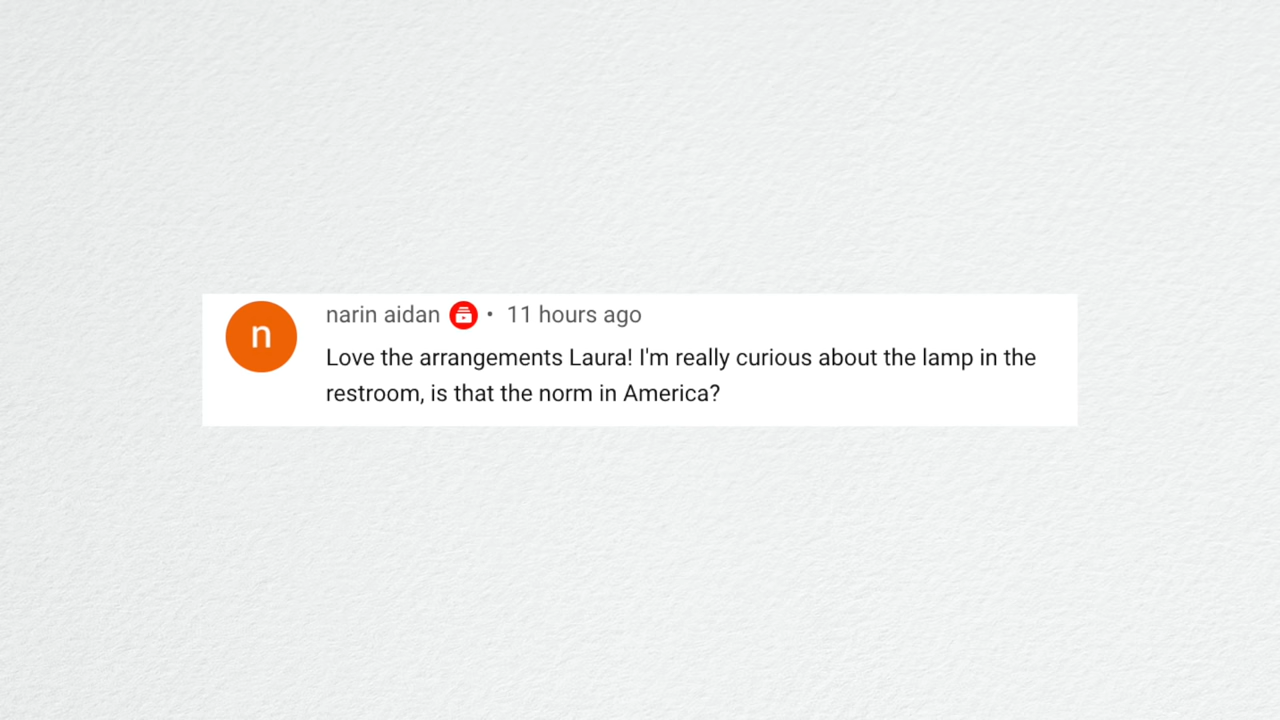 n
narin aidan • 11 hours ago
Love the arrangements Laura! I'm really curious about the lamp in the
restroom, is that the norm in America?